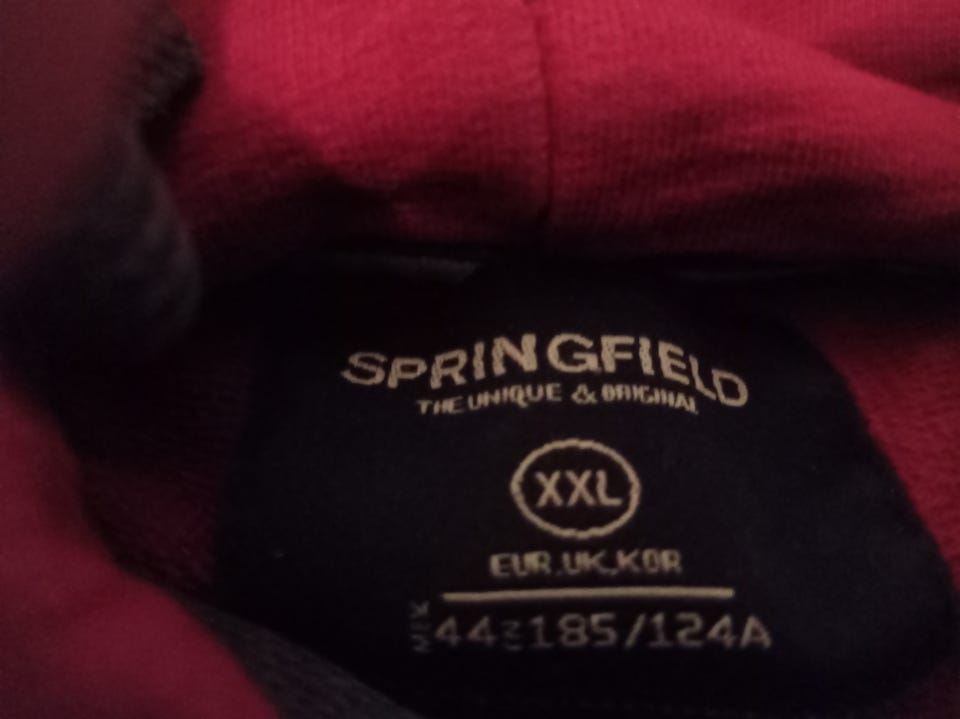 SPRINGFIELD
THE UNIQUE & ORIGINAL
XXL
EUR.UK.KOR
MEX 44 185/124A